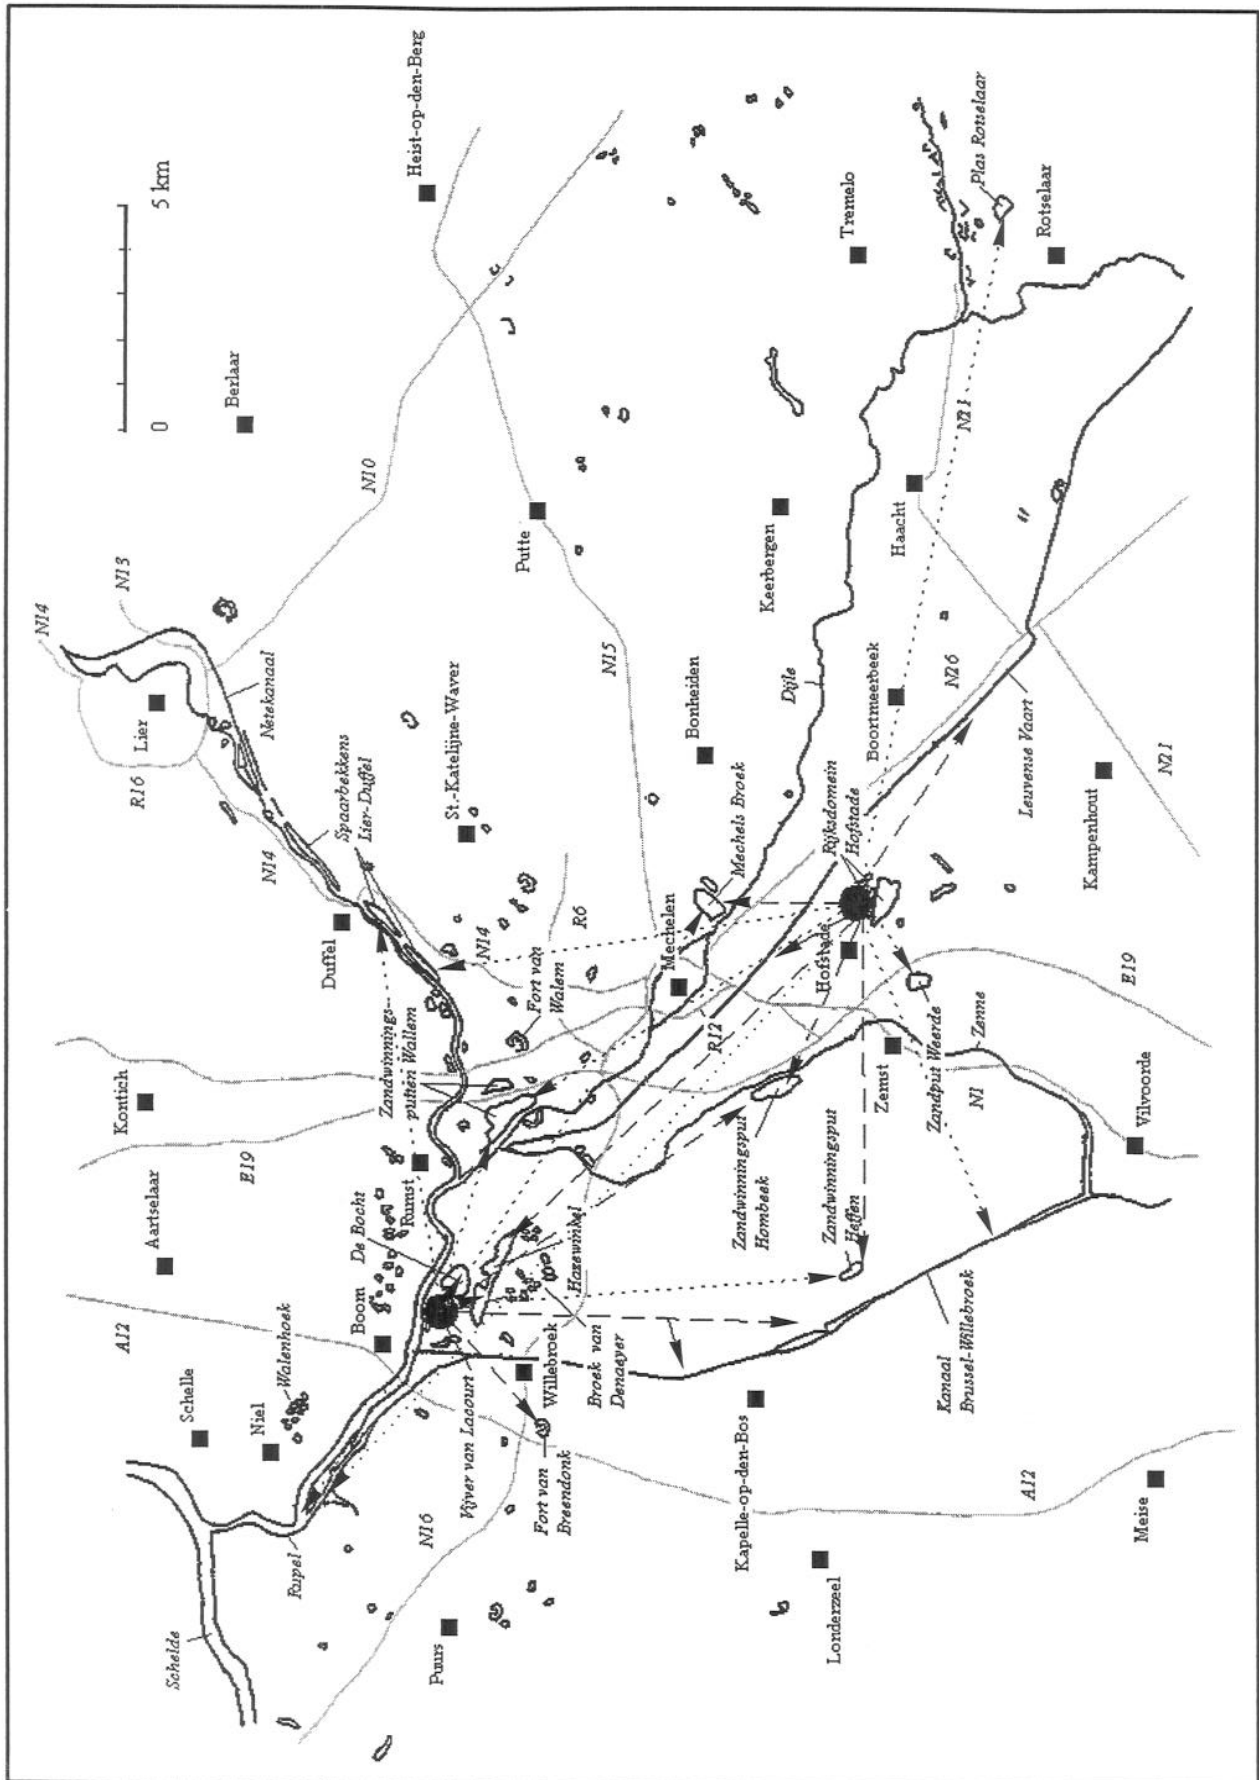 Schelde
Rupel
Schelle
Niel
Walenhoek
A12
Aartselaar
Kontich
E19
Boom
De Bocht
Rumst
Zandwinnings-
putten Wallem
Duffel
N14
Spaarbekkens
Lier-Duffel
R16
Lier
N14
N13
Netekanaal
Berlaar
0
5 km
N10
Heist-op-den-Berg
Puurs
N16
Vijver van Lacourt
Fort van
Breendonk
Willebroek
Broek van
Denaeyer
Hazewinkel
Fort van
Walem
N14
R6
St.-Katelijne-Waver
Putte
N15
Kapelle-op-den-Bos
Londerzeel
Zandwinningsput
Hombeek
Zandwinningsput
Heffen
R12
Mechelen
Mechels Broek
Bonheiden
Dijle
Keerbergen
Tremelo
Hofstade
Rijksdomein
Hofstade
Boortmeerbeek
N26
Haacht
N21
Plas Rotselaar
Rotselaar
Kanaal
Brussel-Willebroek
Zemst
Zandput Weerde
N1
Zenne
E19
Leuvense Vaart
Kampenhout
N21
A12
Meise
Vilvoorde